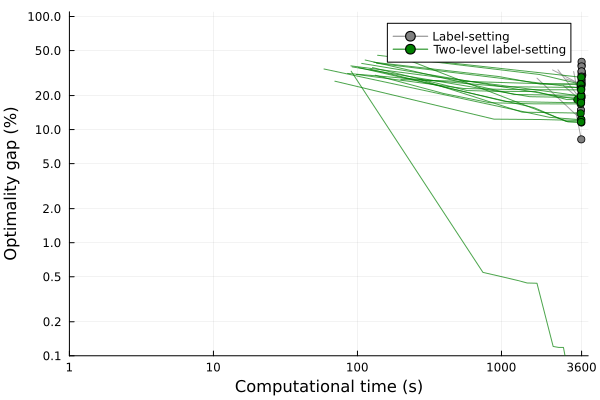 100.0
50.0
20.0
10.0
5.0
2.0
1.0
0.5
0.2
0.1
Optimality gap (%)
Label-setting
Two-level label-setting
1 10 100 1000 3600
Computational time (s)